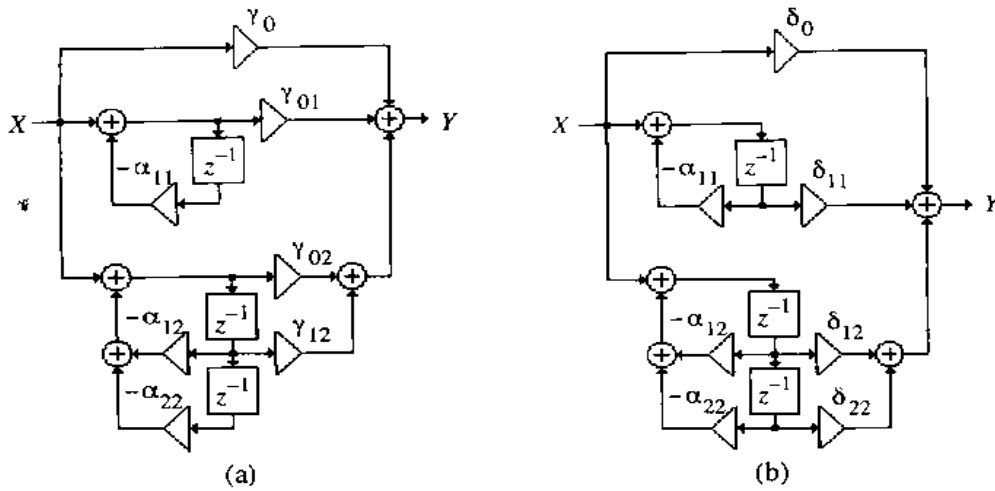 γ₀
γ₀₁
X
Y
−α₁₁
z⁻¹
γ₀₂
−α₁₂
z⁻¹
γ₁₂
−α₂₂
z⁻¹
(a)
δ₀
X
−α₁₁
z⁻¹
δ₁₁
Y
−α₁₂
z⁻¹
δ₁₂
−α₂₂
z⁻¹
δ₂₂
(b)